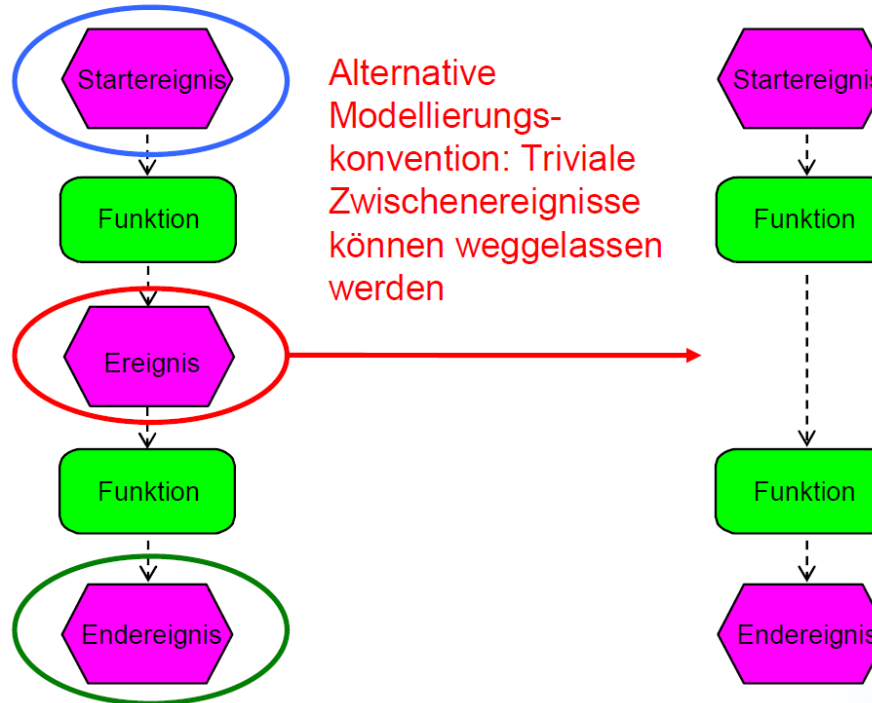 Startereignis
Funktion
Ereignis
Funktion
Endereignis
Alternative
Modellierungs-
konvention: Triviale
Zwischenereignisse
können weggelassen
werden
Startereignis
Funktion
Funktion
Endereignis